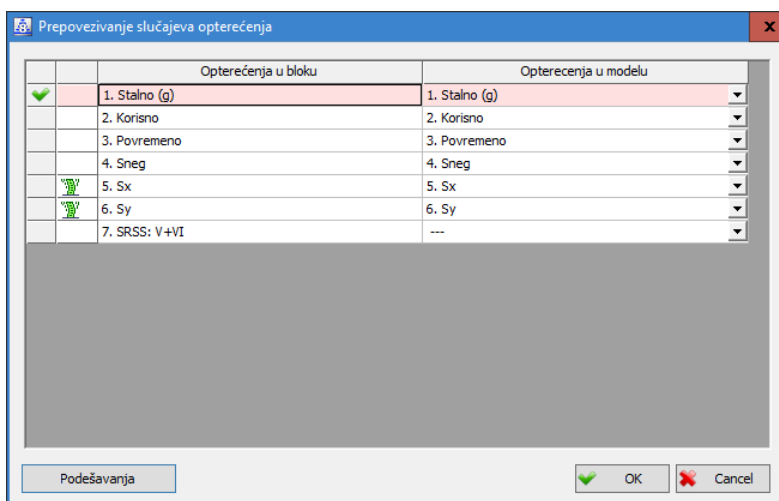 Prepovezivanje slučajeva opterećenja
Opterećenja u bloku Opterecenja u modelu
1. Stalno (g) 1. Stalno (g)
2. Korisno 2. Korisno
3. Povremeno 3. Povremeno
4. Sneg 4. Sneg
5. Sx 5. Sx
6. Sy 6. Sy
7. SRSS: V+VI ---
Podešavanja OK Cancel